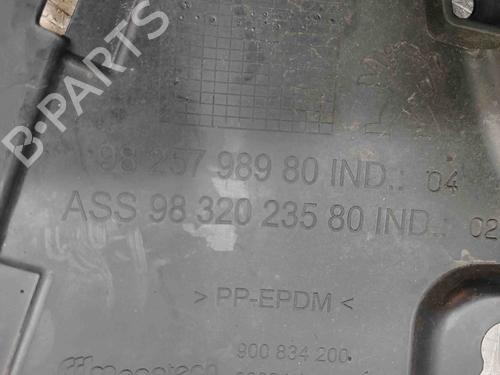 B-PARTS
98 257 989 80 IND.: 04
ASS 98 320 235 80 IND.: 02
> PP-EPDM <
900 834 200